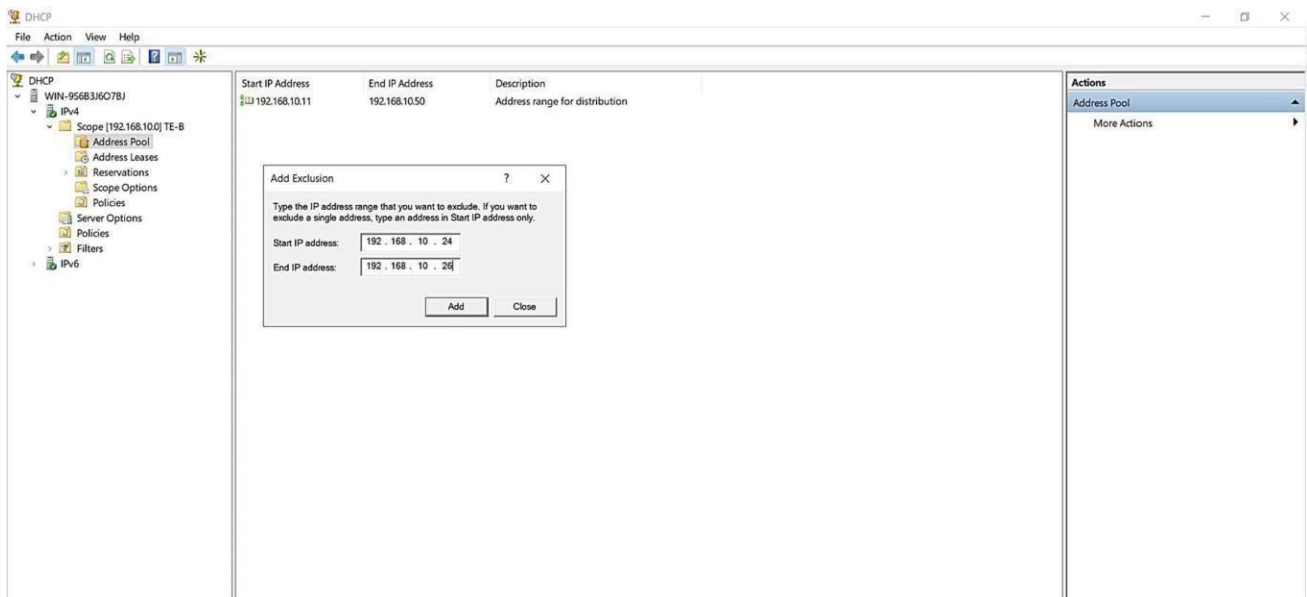 DHCP
File Action View Help
DHCP
WIN-9S6B3J6O7BJ
IPv4
Scope [192.168.10.0] TE-B
Address Pool
Address Leases
Reservations
Scope Options
Policies
Server Options
Policies
Filters
IPv6
Start IP Address End IP Address Description
192.168.10.11 192.168.10.50 Address range for distribution
Add Exclusion ?
Type the IP address range that you want to exclude. If you want to
exclude a single address, type an address in Start IP address only.
Start IP address: 192 . 168 . 10 . 24
End IP address: 192 . 168 . 10 . 26
Add Close
Actions
Address Pool
More Actions